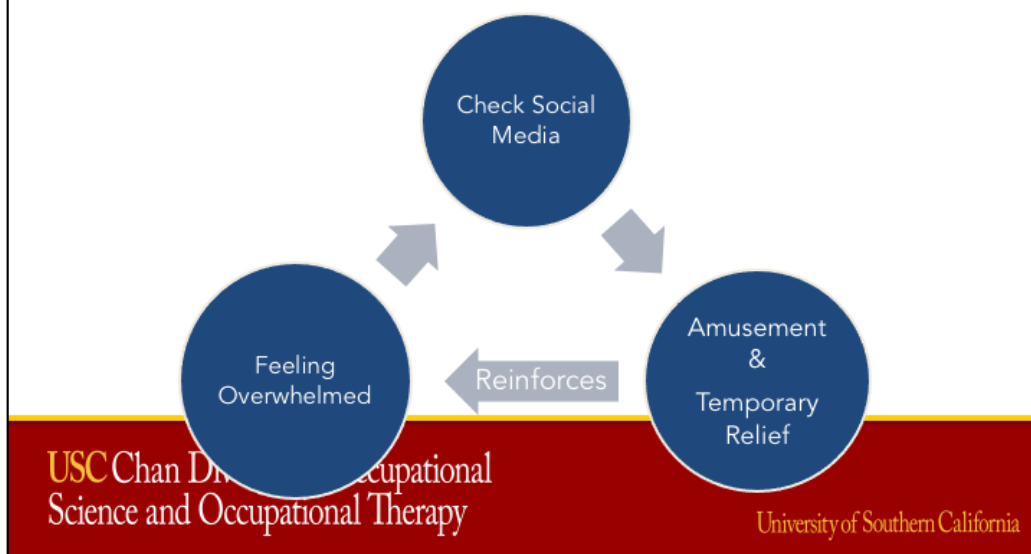 Check Social
Media
Feeling
Overwhelmed
Reinforces
Amusement
&
Temporary
Relief
USC Chan
Science and Occupational Therapy
University of Southern California